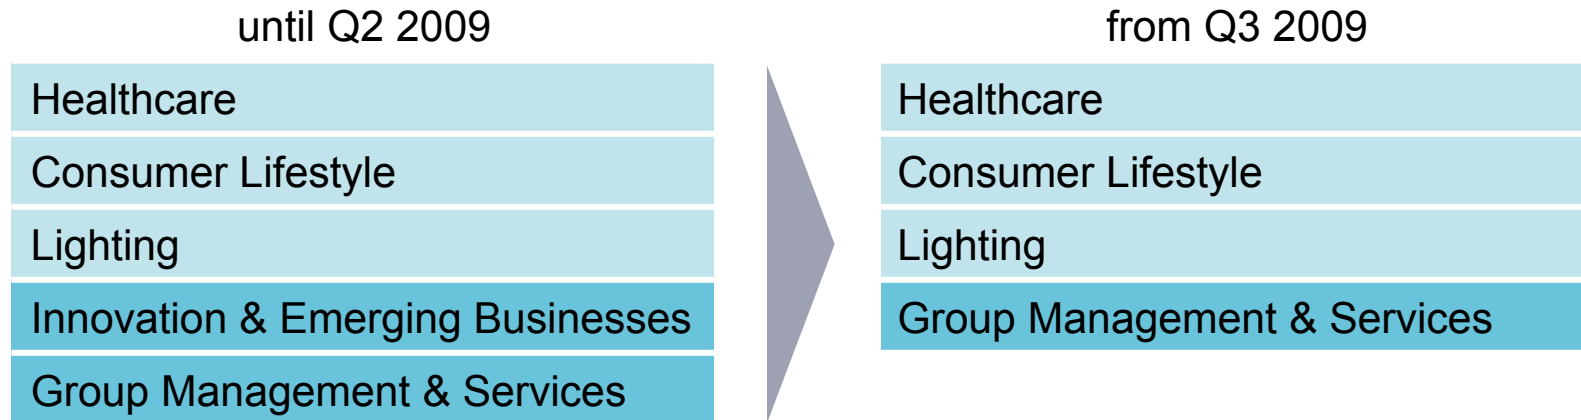 until Q2 2009
Healthcare
Consumer Lifestyle
Lighting
Innovation & Emerging Businesses
Group Management & Services
from Q3 2009
Healthcare
Consumer Lifestyle
Lighting
Group Management & Services